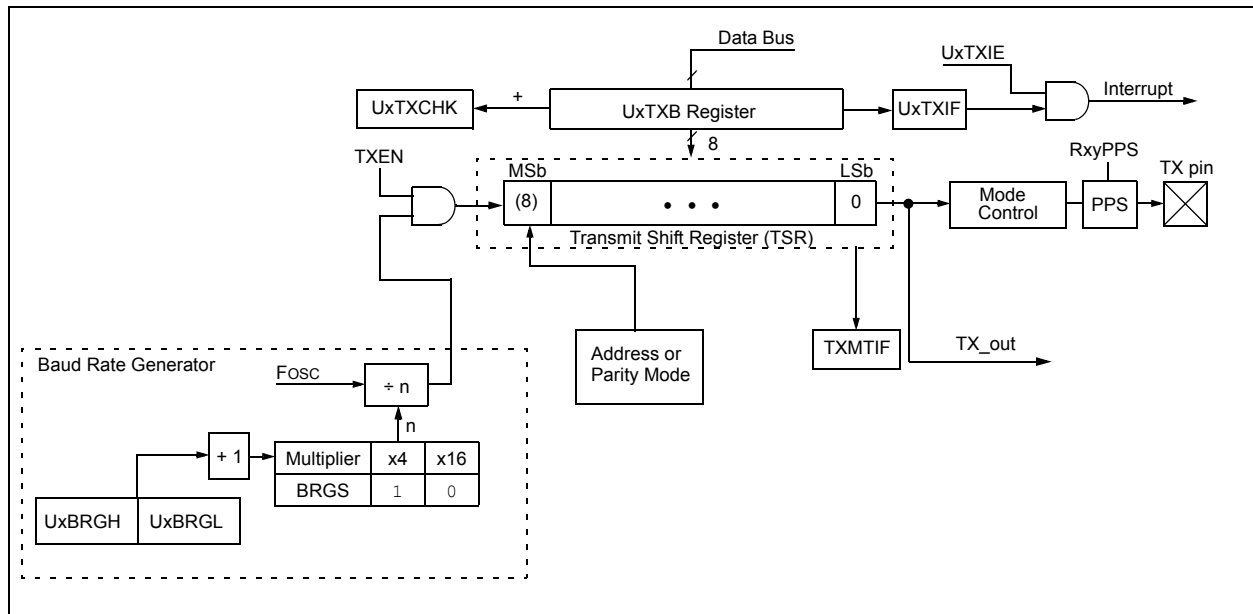 Data Bus
UxTXIE
UxTXCHK
+
UxTXB Register
UxTXIF
Interrupt
8
TXEN
RxyPPS
TX pin
MSb
LSb
(8)
• • •
0
Mode
Control
PPS
Transmit Shift Register (TSR)
Address or
Parity Mode
TXMTIF
TX_out
Baud Rate Generator
FOSC
÷ n
n
+ 1
Multiplier x4 x16
BRGS 1 0
UxBRGH UxBRGL